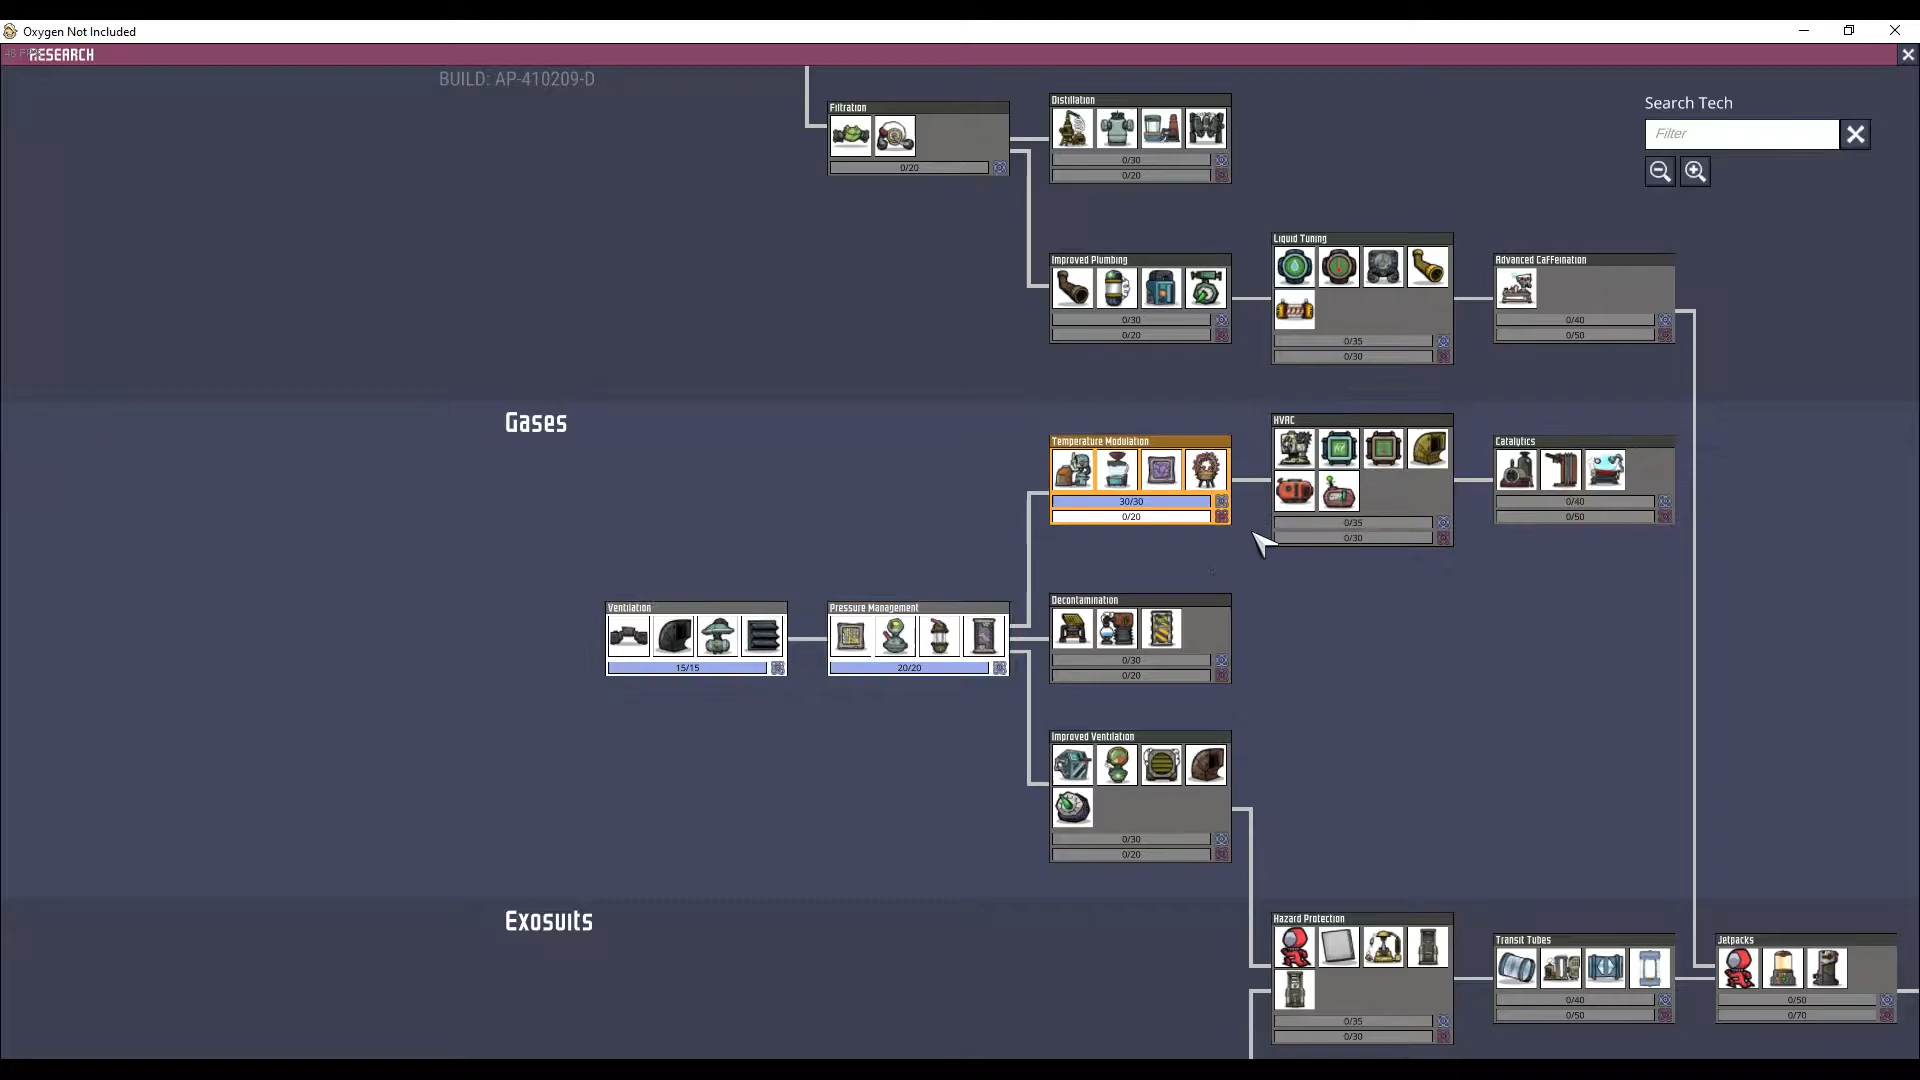 Oxygen Not Included
RESEARCH
BUILD: AP-410209-D
Search Tech
Filter
Filtration
0/20
Distillation
0/30
0/20
Improved Plumbing
0/30
0/20
Liquid Tuning
0/35
0/30
Advanced Caffeination
0/40
0/50
Gases
Temperature Modulation
30/30
0/20
HVAC
0/35
0/30
Catalytics
0/40
0/50
Ventilation
15/15
Pressure Management
20/20
Decontamination
0/30
0/20
Improved Ventilation
0/30
0/20
Exosuits
Hazard Protection
0/35
0/30
Transit Tubes
0/40
0/50
Jetpacks
0/50
0/70